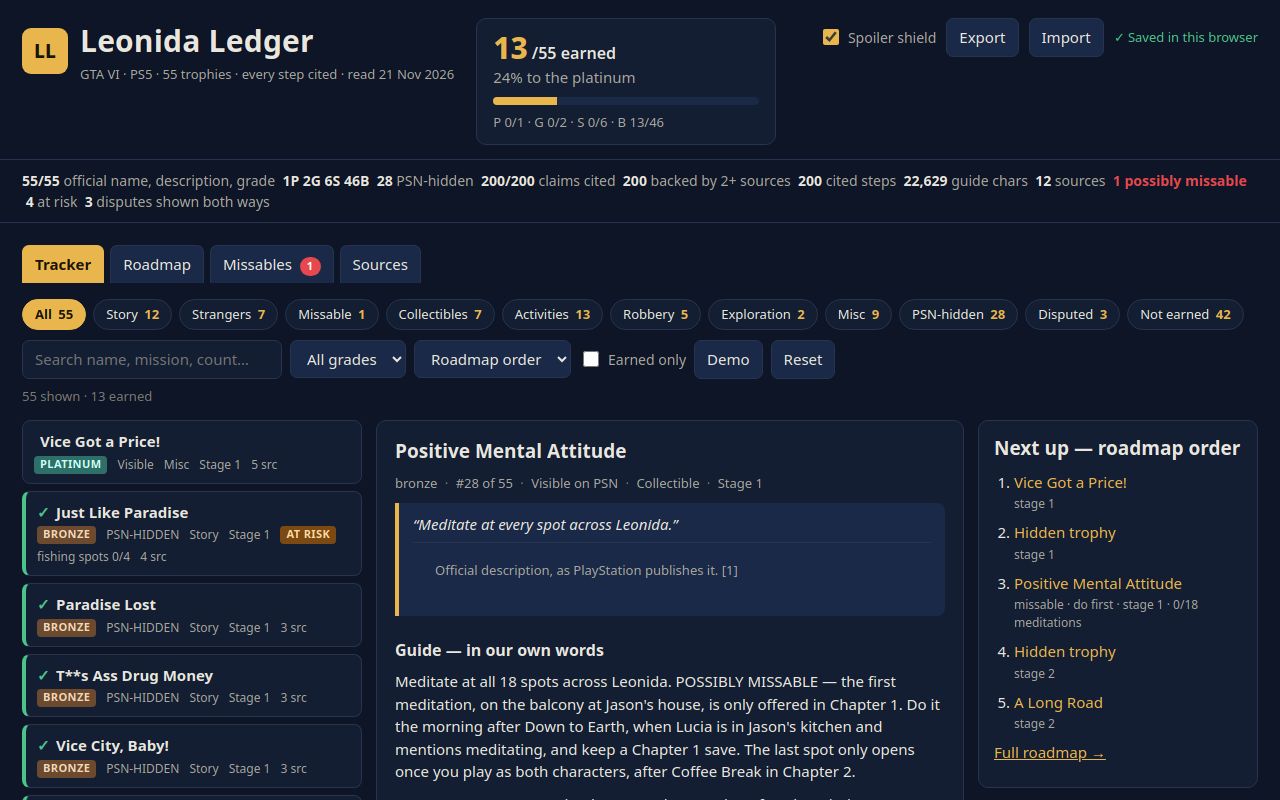 LL
Leonida Ledger
GTA VI · PS5 · 55 trophies · every step cited · read 21 Nov 2026
13 /55 earned
24% to the platinum
P 0/1 · G 0/2 · S 0/6 · B 13/46
Spoiler shield
Export
Import
✓ Saved in this browser
55/55 official name, description, grade 1P 2G 6S 46B 28 PSN-hidden 200/200 claims cited 200 backed by 2+ sources 200 cited steps 22,629 guide chars 12 sources 1 possibly missable
4 at risk 3 disputes shown both ways
Tracker
Roadmap
Missables 1
Sources
All 55
Story 12
Strangers 7
Missable 1
Collectibles 7
Activities 13
Robbery 5
Exploration 2
Misc 9
PSN-hidden 28
Disputed 3
Not earned 42
Search name, mission, count…
All grades
Roadmap order
Earned only
Demo
Reset
55 shown · 13 earned
Vice Got a Price!
PLATINUM Visible Misc Stage 1 5 src
✓ Just Like Paradise
BRONZE PSN-HIDDEN Story Stage 1 AT RISK
fishing spots 0/4 4 src
✓ Paradise Lost
BRONZE PSN-HIDDEN Story Stage 1 3 src
✓ T**s Ass Drug Money
BRONZE PSN-HIDDEN Story Stage 1 3 src
✓ Vice City, Baby!
BRONZE PSN-HIDDEN Story Stage 1 3 src
Positive Mental Attitude
bronze · #28 of 55 · Visible on PSN · Collectible · Stage 1
“Meditate at every spot across Leonida.”
Official description, as PlayStation publishes it. [1]
Guide — in our own words
Meditate at all 18 spots across Leonida. POSSIBLY MISSABLE — the first
meditation, on the balcony at Jason's house, is only offered in Chapter 1. Do it
the morning after Down to Earth, when Lucia is in Jason's kitchen and
mentions meditating, and keep a Chapter 1 save. The last spot only opens
once you play as both characters, after Coffee Break in Chapter 2.
Next up — roadmap order
1. Vice Got a Price!
stage 1
2. Hidden trophy
stage 1
3. Positive Mental Attitude
missable · do first · stage 1 · 0/18
meditations
4. Hidden trophy
stage 2
5. A Long Road
stage 2
Full roadmap →